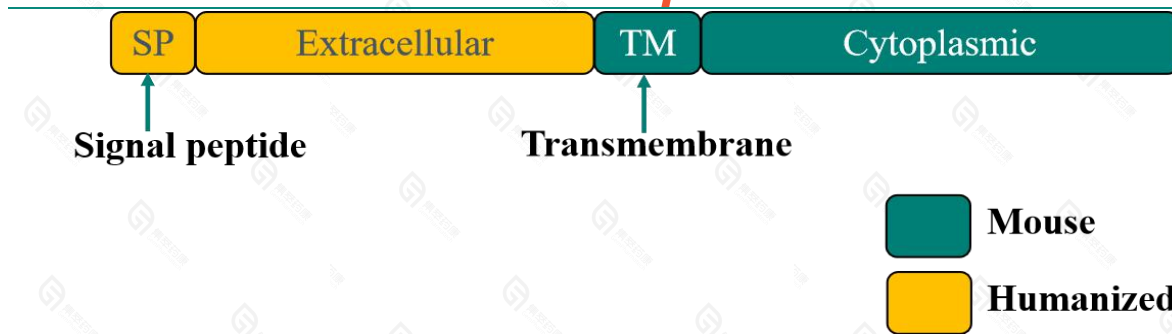 SP Extracellular TM Cytoplasmic
Signal peptide Transmembrane
Mouse
Humanized